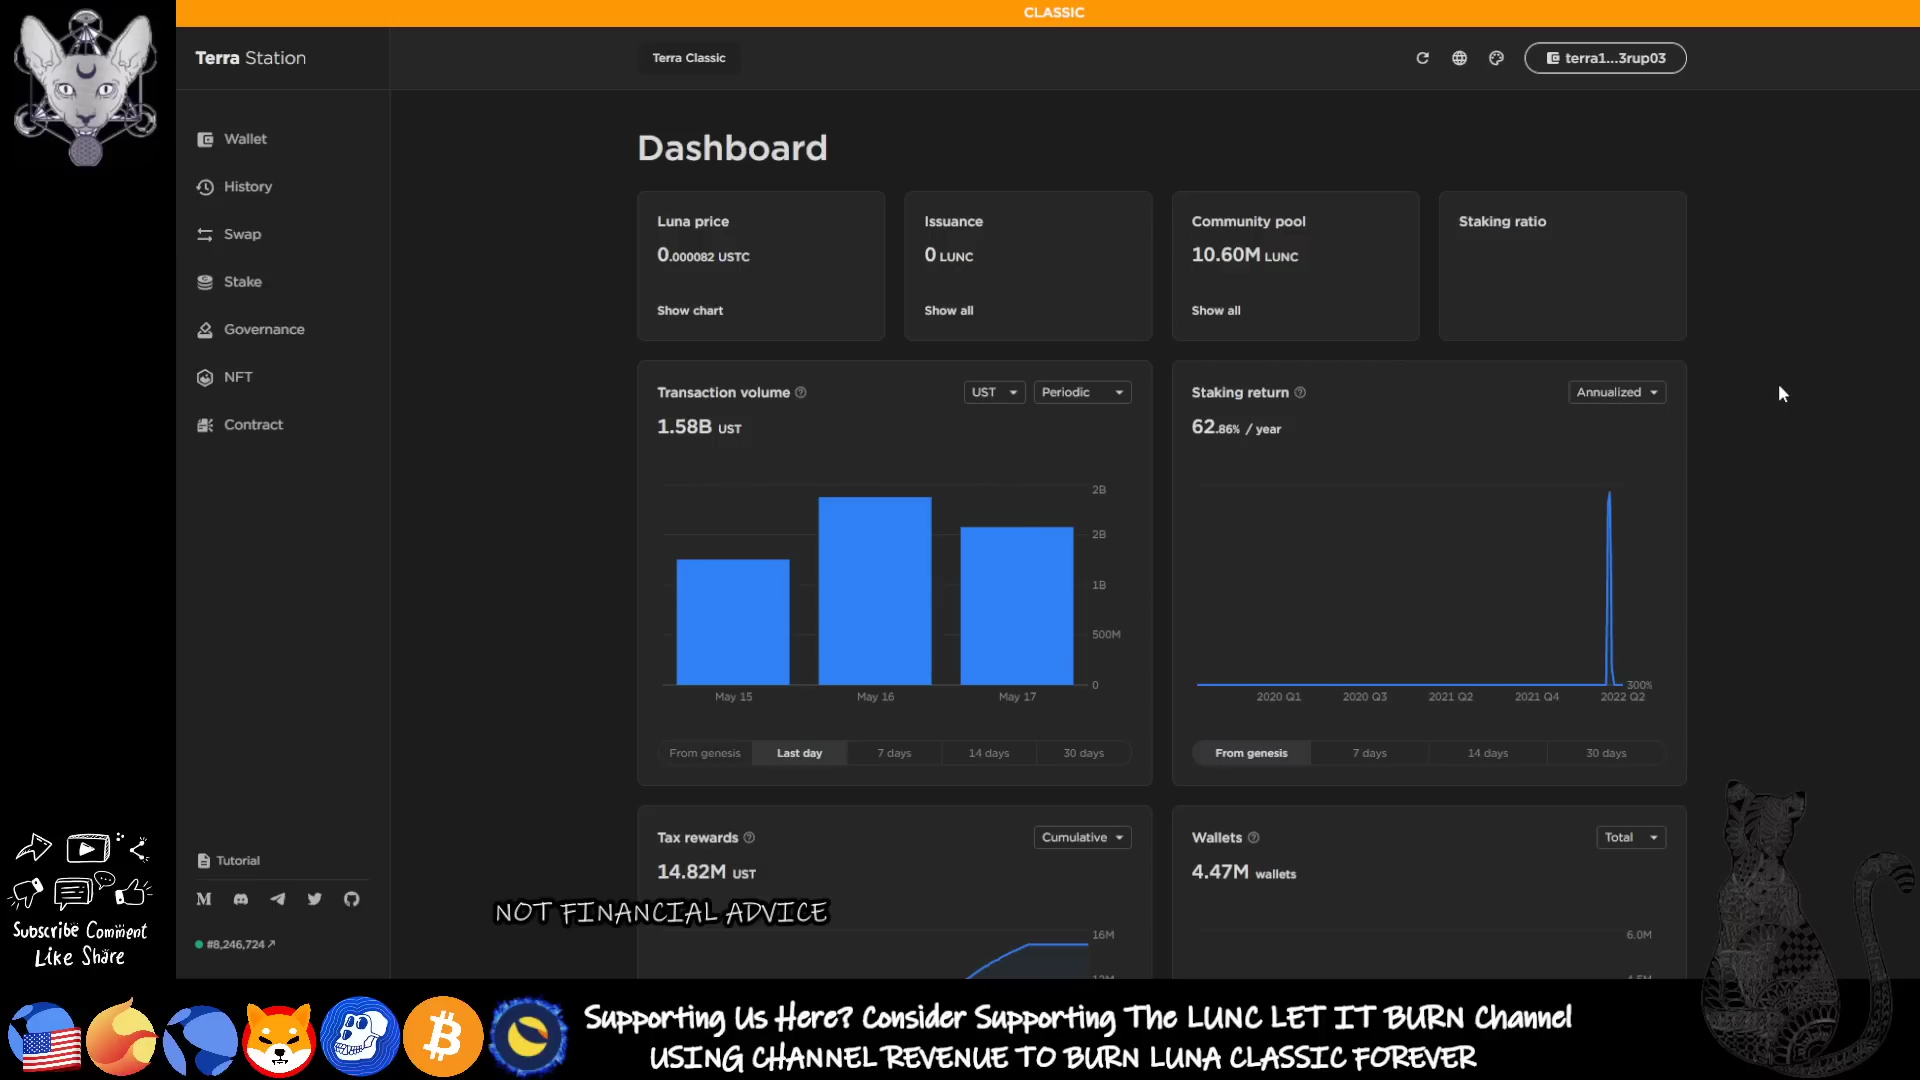 CLASSIC
Terra Station
Terra Classic
terra1...3rup03
Wallet
History
Swap
Stake
Governance
NFT
Contract
Dashboard
Luna price
0.000082 USTC
Show chart
Issuance
0 LUNC
Show all
Community pool
10.60M LUNC
Show all
Staking ratio
Transaction volume
UST
Periodic
1.58B UST
2B
2B
1B
500M
0
May 15
May 16
May 17
From genesis
Last day
7 days
14 days
30 days
Staking return
Annualized
62.86% / year
300%
2020 Q1
2020 Q3
2021 Q2
2021 Q4
2022 Q2
From genesis
7 days
14 days
30 days
Tax rewards
Cumulative
14.82M UST
16M
Wallets
Total
4.47M wallets
6.0M
Tutorial
#8,246,724
NOT FINANCIAL ADVICE
Subscribe Comment
Like Share
Supporting Us Here? Consider Supporting The LUNC LET IT BURN Channel
USING CHANNEL REVENUE TO BURN LUNA CLASSIC FOREVER